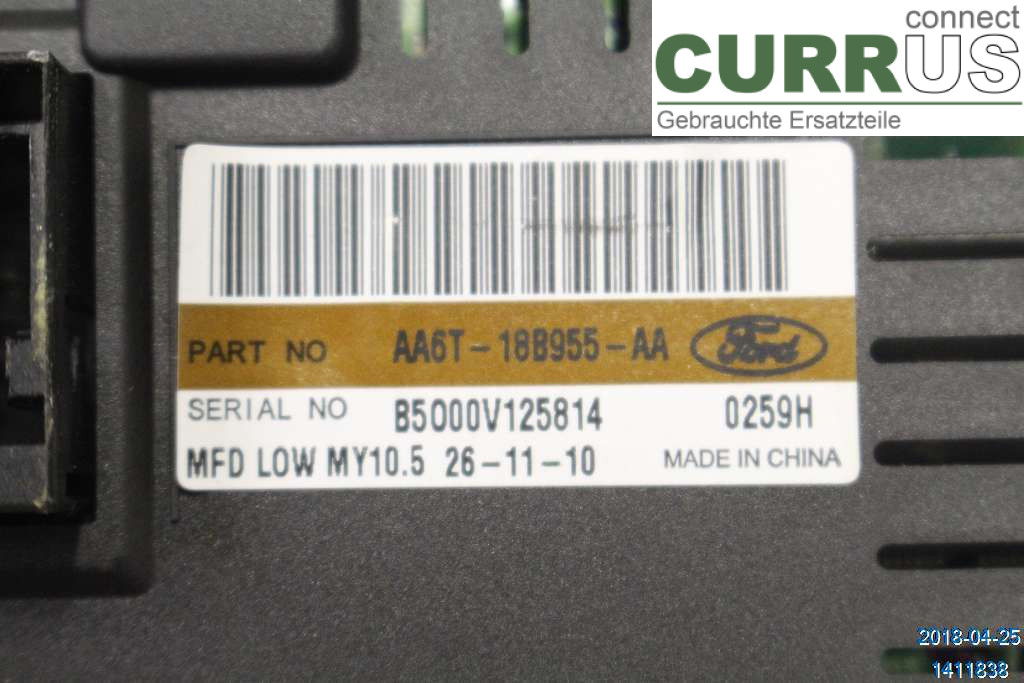 connect
CURRUS
Gebrauchte Ersatzteile
PART NO AA6T-18B955-AA Ford
SERIAL NO B5000V125814 0259H
MFD LOW MY10.5 26-11-10 MADE IN CHINA
2018-04-25
1411838